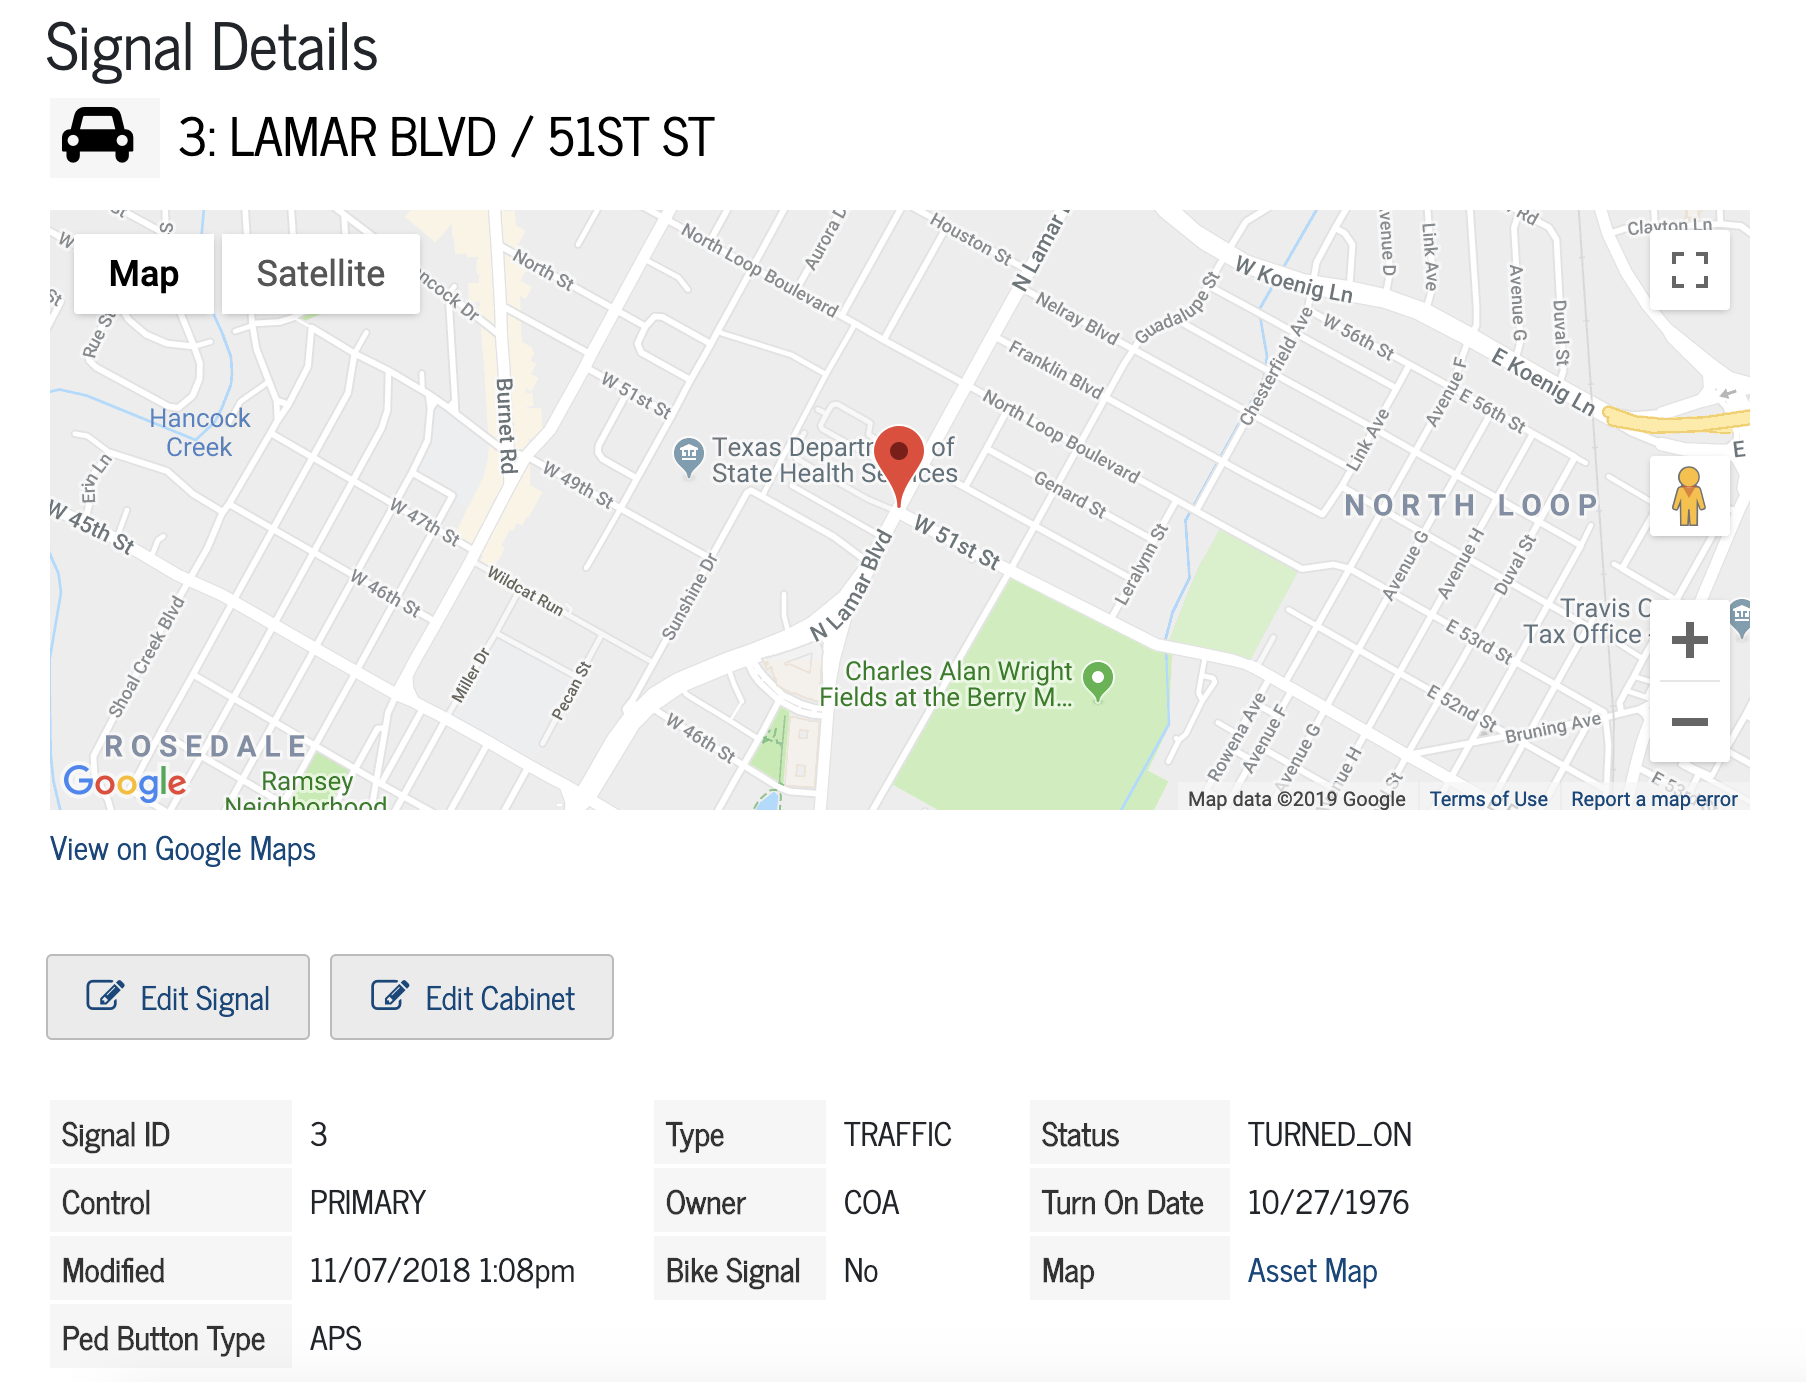 Signal Details
3: LAMAR BLVD / 51ST ST
Map
Satellite
North St
North Loop Boulevard
Houston St
N Lamar
Nelray Blvd
Guadalupe St
W Koenig Ln
Link Ave
Avenue G
Duval St
Clayton Ln
Rue St
W 51st St
Franklin Blvd
Chesterfield Ave
W 56th St
E Koenig Ln
Burnet Rd
Hancock
Creek
North Loop Boulevard
Link Ave
Avenue F
E 56th St
Erin Ln
W 49th St
Texas Depart
of
State Health Se
ces
Genard St
NORTH LOOP
W 45th St
W 47th St
W 51st St
N Lamar Blvd
Leralynn St
Avenue G
Avenue H
Duval St
W 46th St
Wildcat Run
Sunshine Dr
Travis C
Tax Office
Shoal Creek Blvd
Miller Dr
Pecan St
Charles Alan Wright
Fields at the Berry M...
E 53rd St
E 52nd St
Bruning Ave
ROSEDALE
W 46th St
Rowena Ave
Avenue F
Avenue G
Google
Ramsey
Neighborhood
Map data ©2019 Google
Terms of Use
Report a map error
View on Google Maps
Edit Signal
Edit Cabinet
Signal ID 3 Type TRAFFIC Status TURNED_ON
Control PRIMARY Owner COA Turn On Date 10/27/1976
Modified 11/07/2018 1:08pm Bike Signal No Map Asset Map
Ped Button Type APS